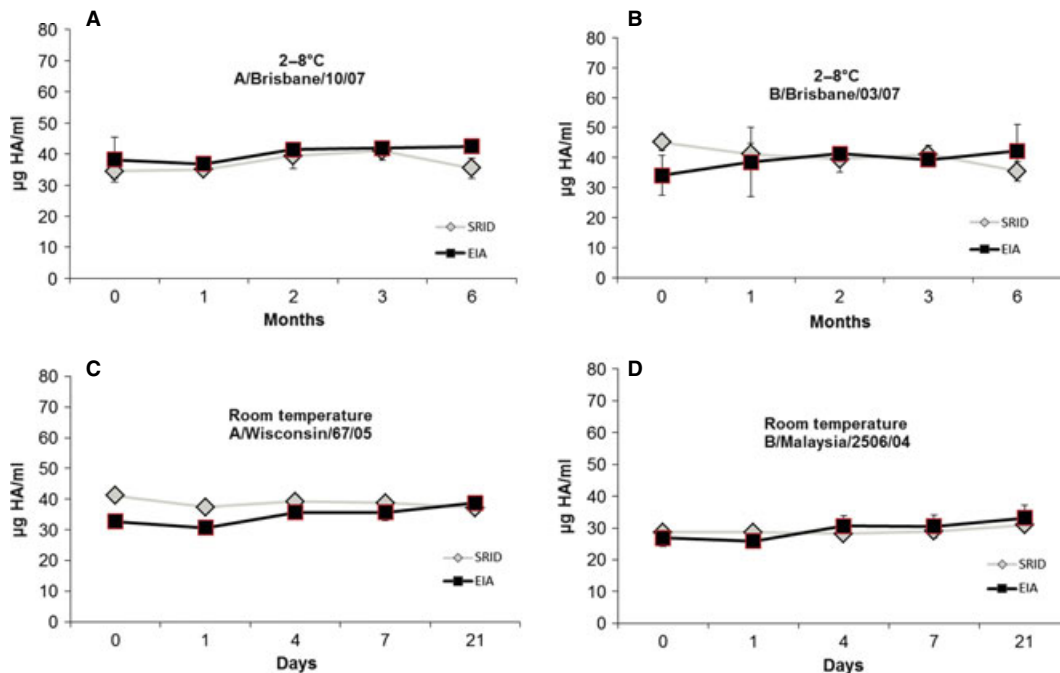 A
2–8°C
A/Brisbane/10/07
µg HA/ml
80
70
60
50
40
30
20
10
0
SRID
EIA
0 1 2 3 6
Months
B
2–8°C
B/Brisbane/03/07
µg HA/ml
80
70
60
50
40
30
20
10
0
SRID
EIA
0 1 2 3 6
Months
C
Room temperature
A/Wisconsin/67/05
µg HA/ml
80
70
60
50
40
30
20
10
0
SRID
EIA
0 1 4 7 21
Days
D
Room temperature
B/Malaysia/2506/04
µg HA/ml
80
70
60
50
40
30
20
10
0
SRID
EIA
0 1 4 7 21
Days